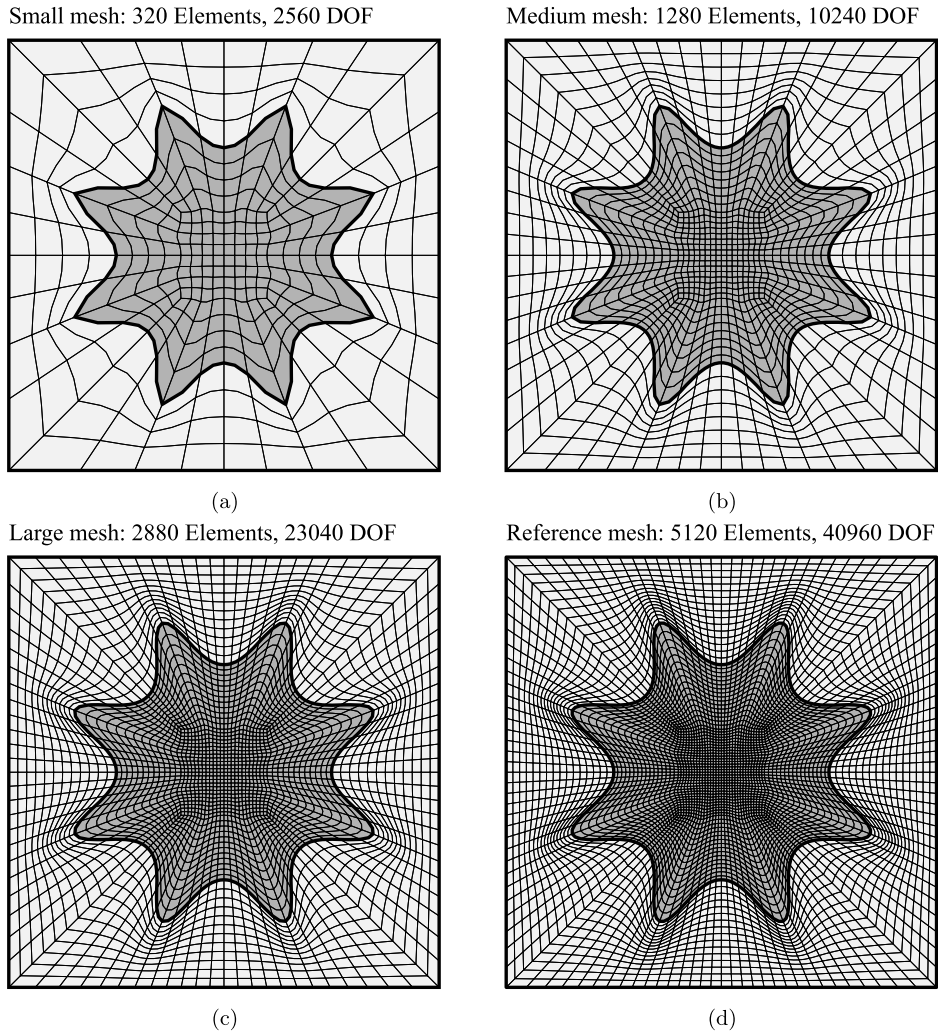 Small mesh: 320 Elements, 2560 DOF
Medium mesh: 1280 Elements, 10240 DOF
(a)
(b)
Large mesh: 2880 Elements, 23040 DOF
Reference mesh: 5120 Elements, 40960 DOF
(c)
(d)